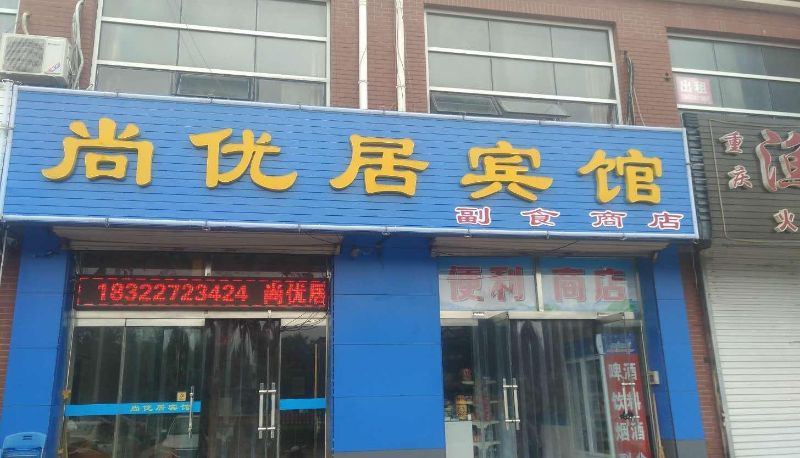 尚优居宾馆
副食商店
出租
重庆
渔
火
18322723424 尚优居
便利 商店
尚优居宾馆
啤酒
饮料
烟酒